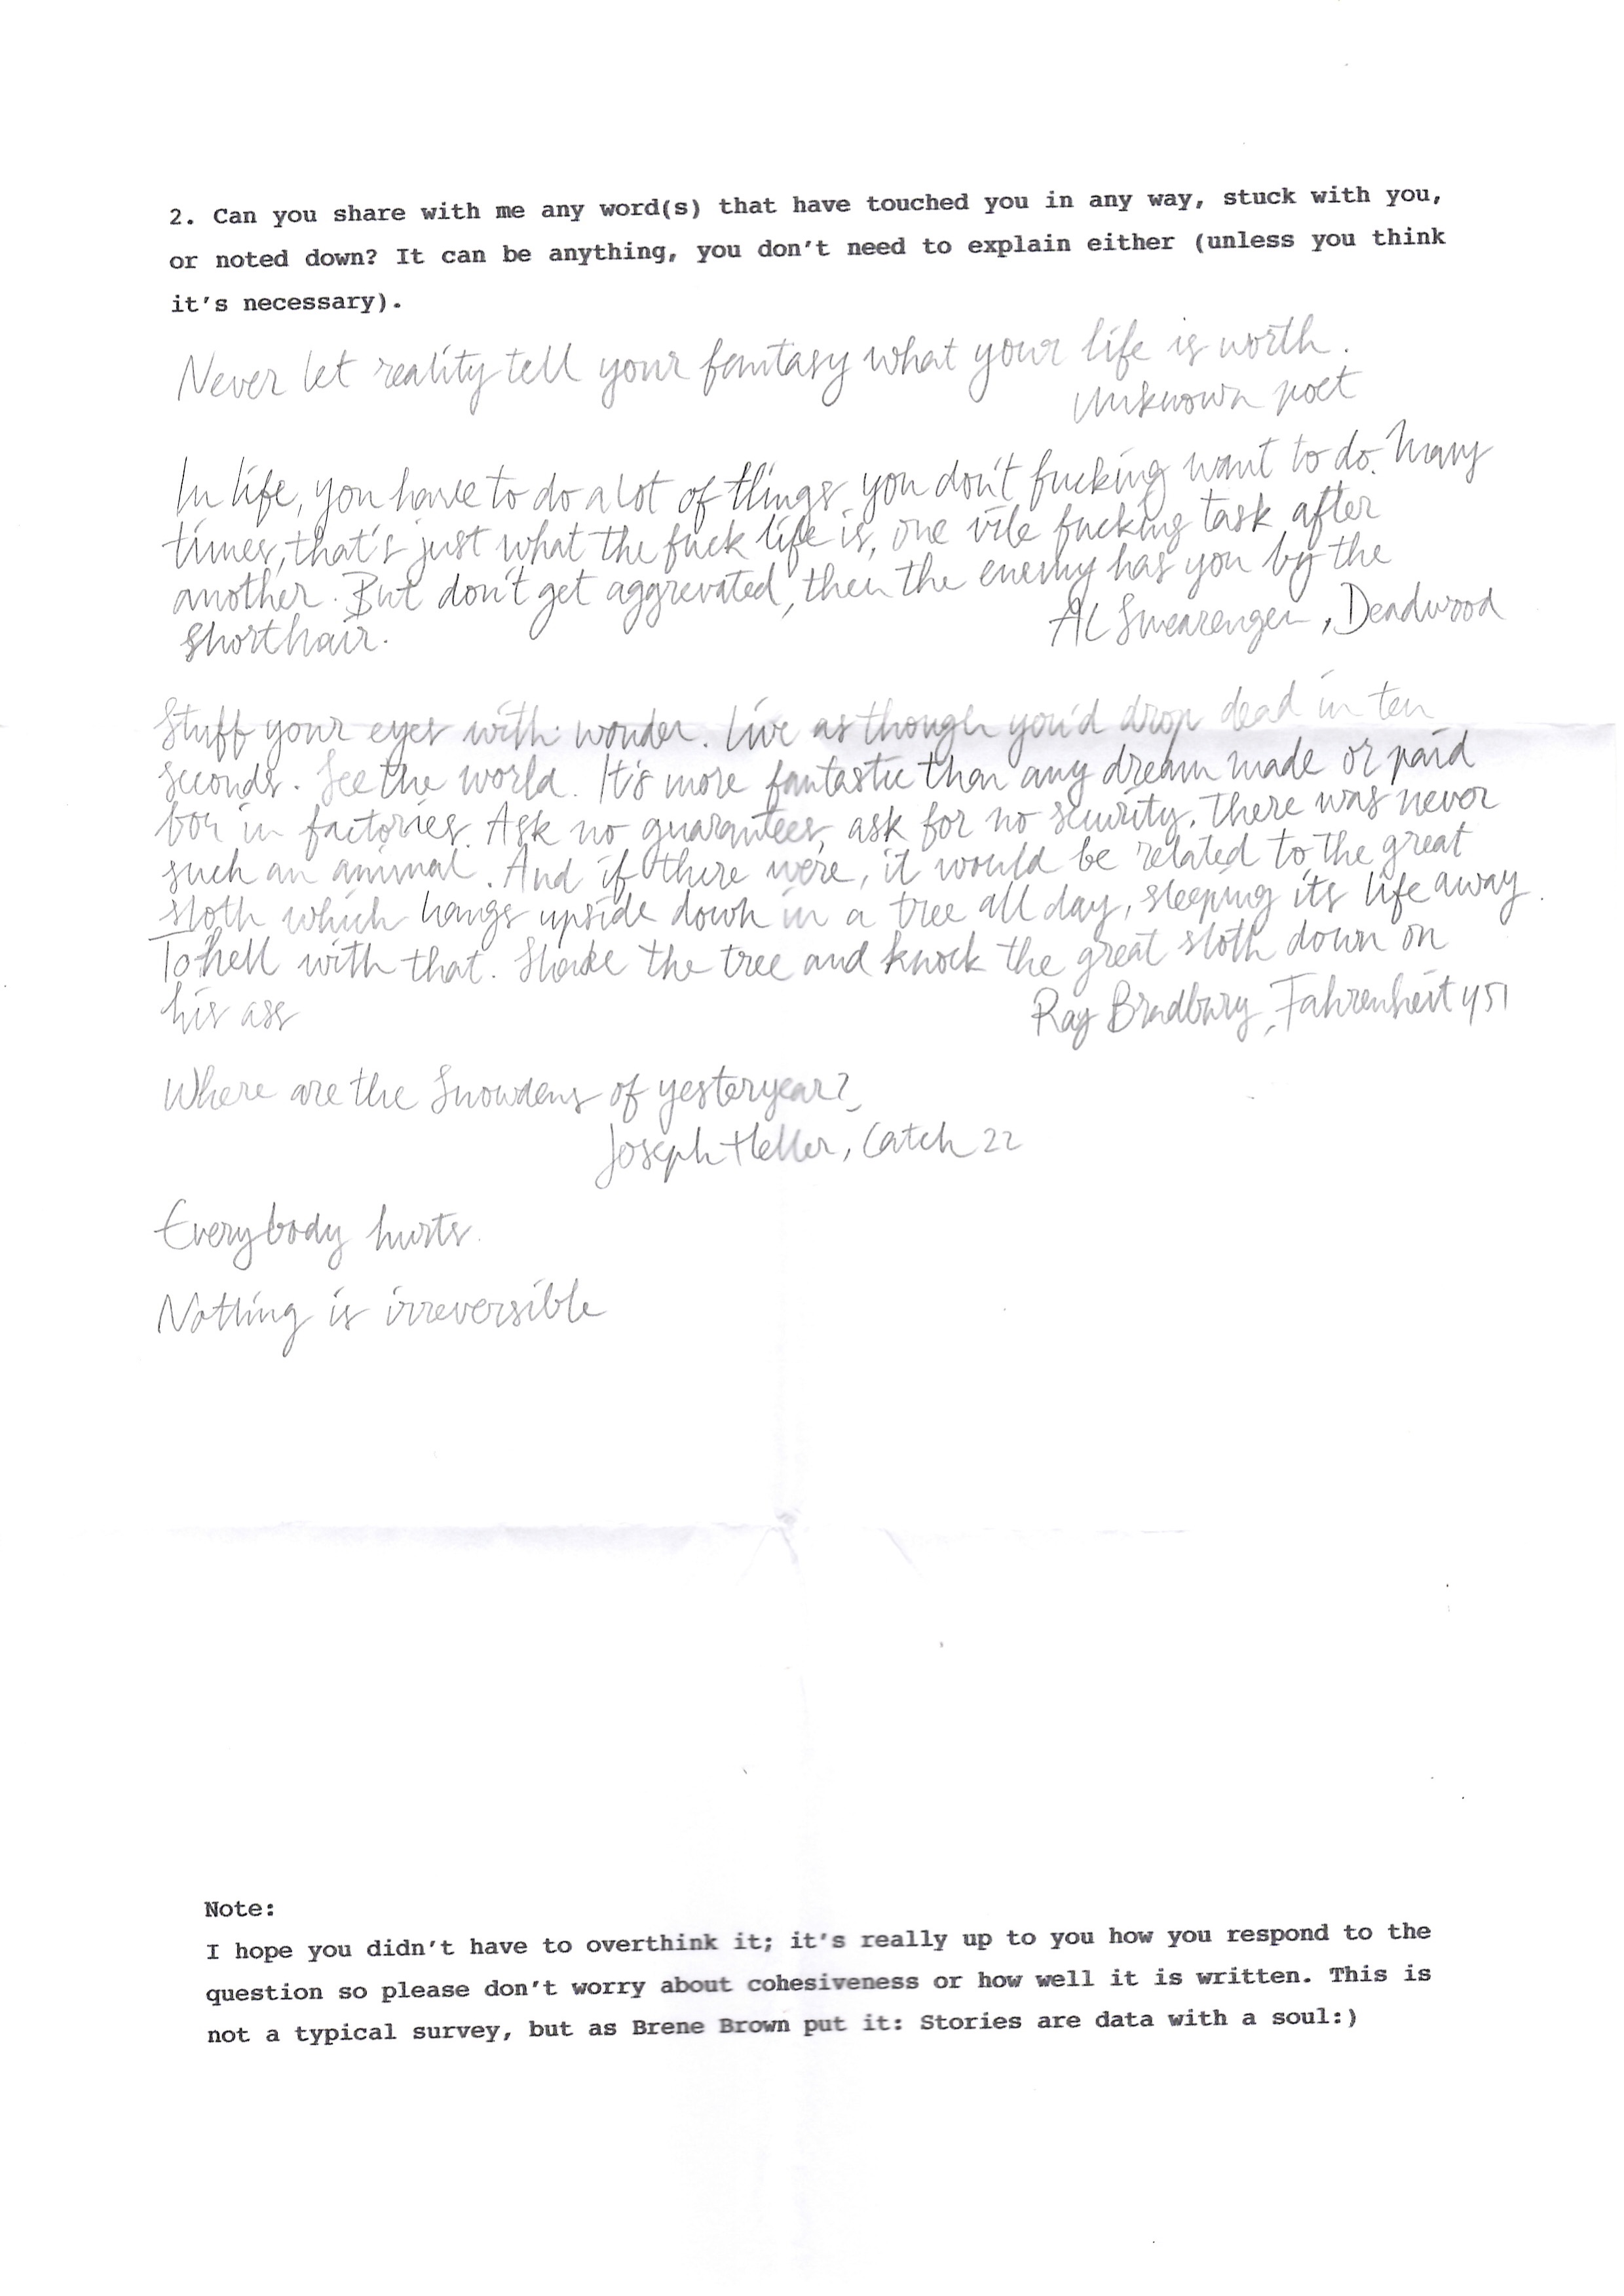 2. Can you share with me any word(s) that have touched you in any way, stuck with you,
or noted down? It can be anything, you don't need to explain either (unless you think
it's necessary).
Never let reality tell your fantasy what your life is worth.
Unknown poet
In life, you have to do a lot of things you don't fucking want to do. Many
times, that's just what the fuck life is, one vile fucking task after
another. But don't get aggrevated, then the enemy has you by the
shorthair.
Al Swearengen, Deadwood
Stuff your eyes with wonder. Live as though you'd drop dead in ten
seconds. See the world. It's more fantastic than any dream made or paid
for in factories. Ask no guarantees, ask for no security. There was never
such an animal. And if there were, it would be related to the great
sloth which hangs upside down in a tree all day, sleeping its life away.
To hell with that. Shake the tree and knock the great sloth down on
his ass
Ray Bradbury, Fahrenheit 451
Where are the Snowdens of yesteryear?
Joseph Heller, Catch 22
Everybody hurts.
Nothing is irreversible
Note:
I hope you didn't have to overthink it; it's really up to you how you respond to the
question so please don't worry about cohesiveness or how well it is written. This is
not a typical survey, but as Brene Brown put it: Stories are data with a soul:)